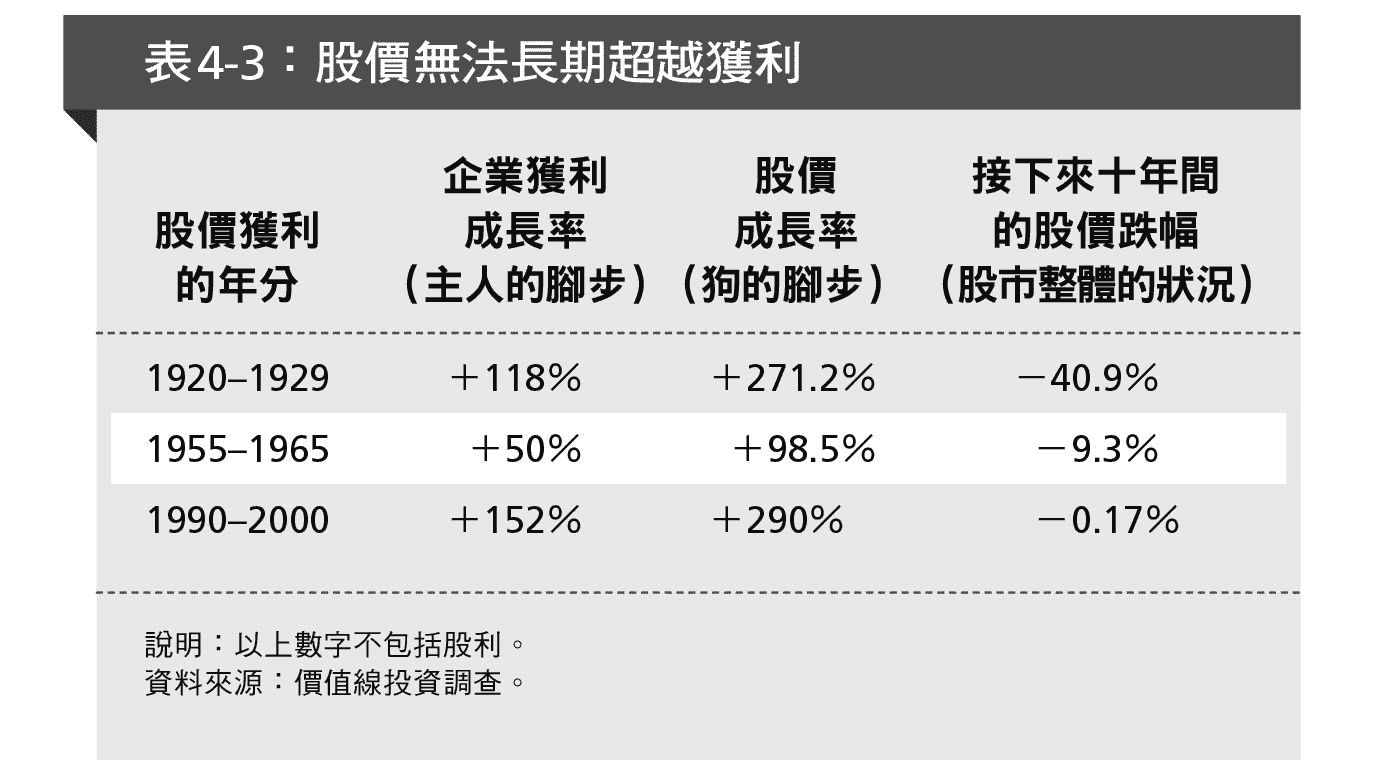 表4-3：股價無法長期超越獲利
股價獲利
的年分
企業獲利
成長率
（主人的腳步）
股價
成長率
（狗的腳步）
接下來十年間
的股價跌幅
（股市整體的狀況）
1920–1929 ＋118% ＋271.2% －40.9%
1955–1965 ＋50% ＋98.5% －9.3%
1990–2000 ＋152% ＋290% －0.17%
說明：以上數字不包括股利。
資料來源：價值線投資調查。